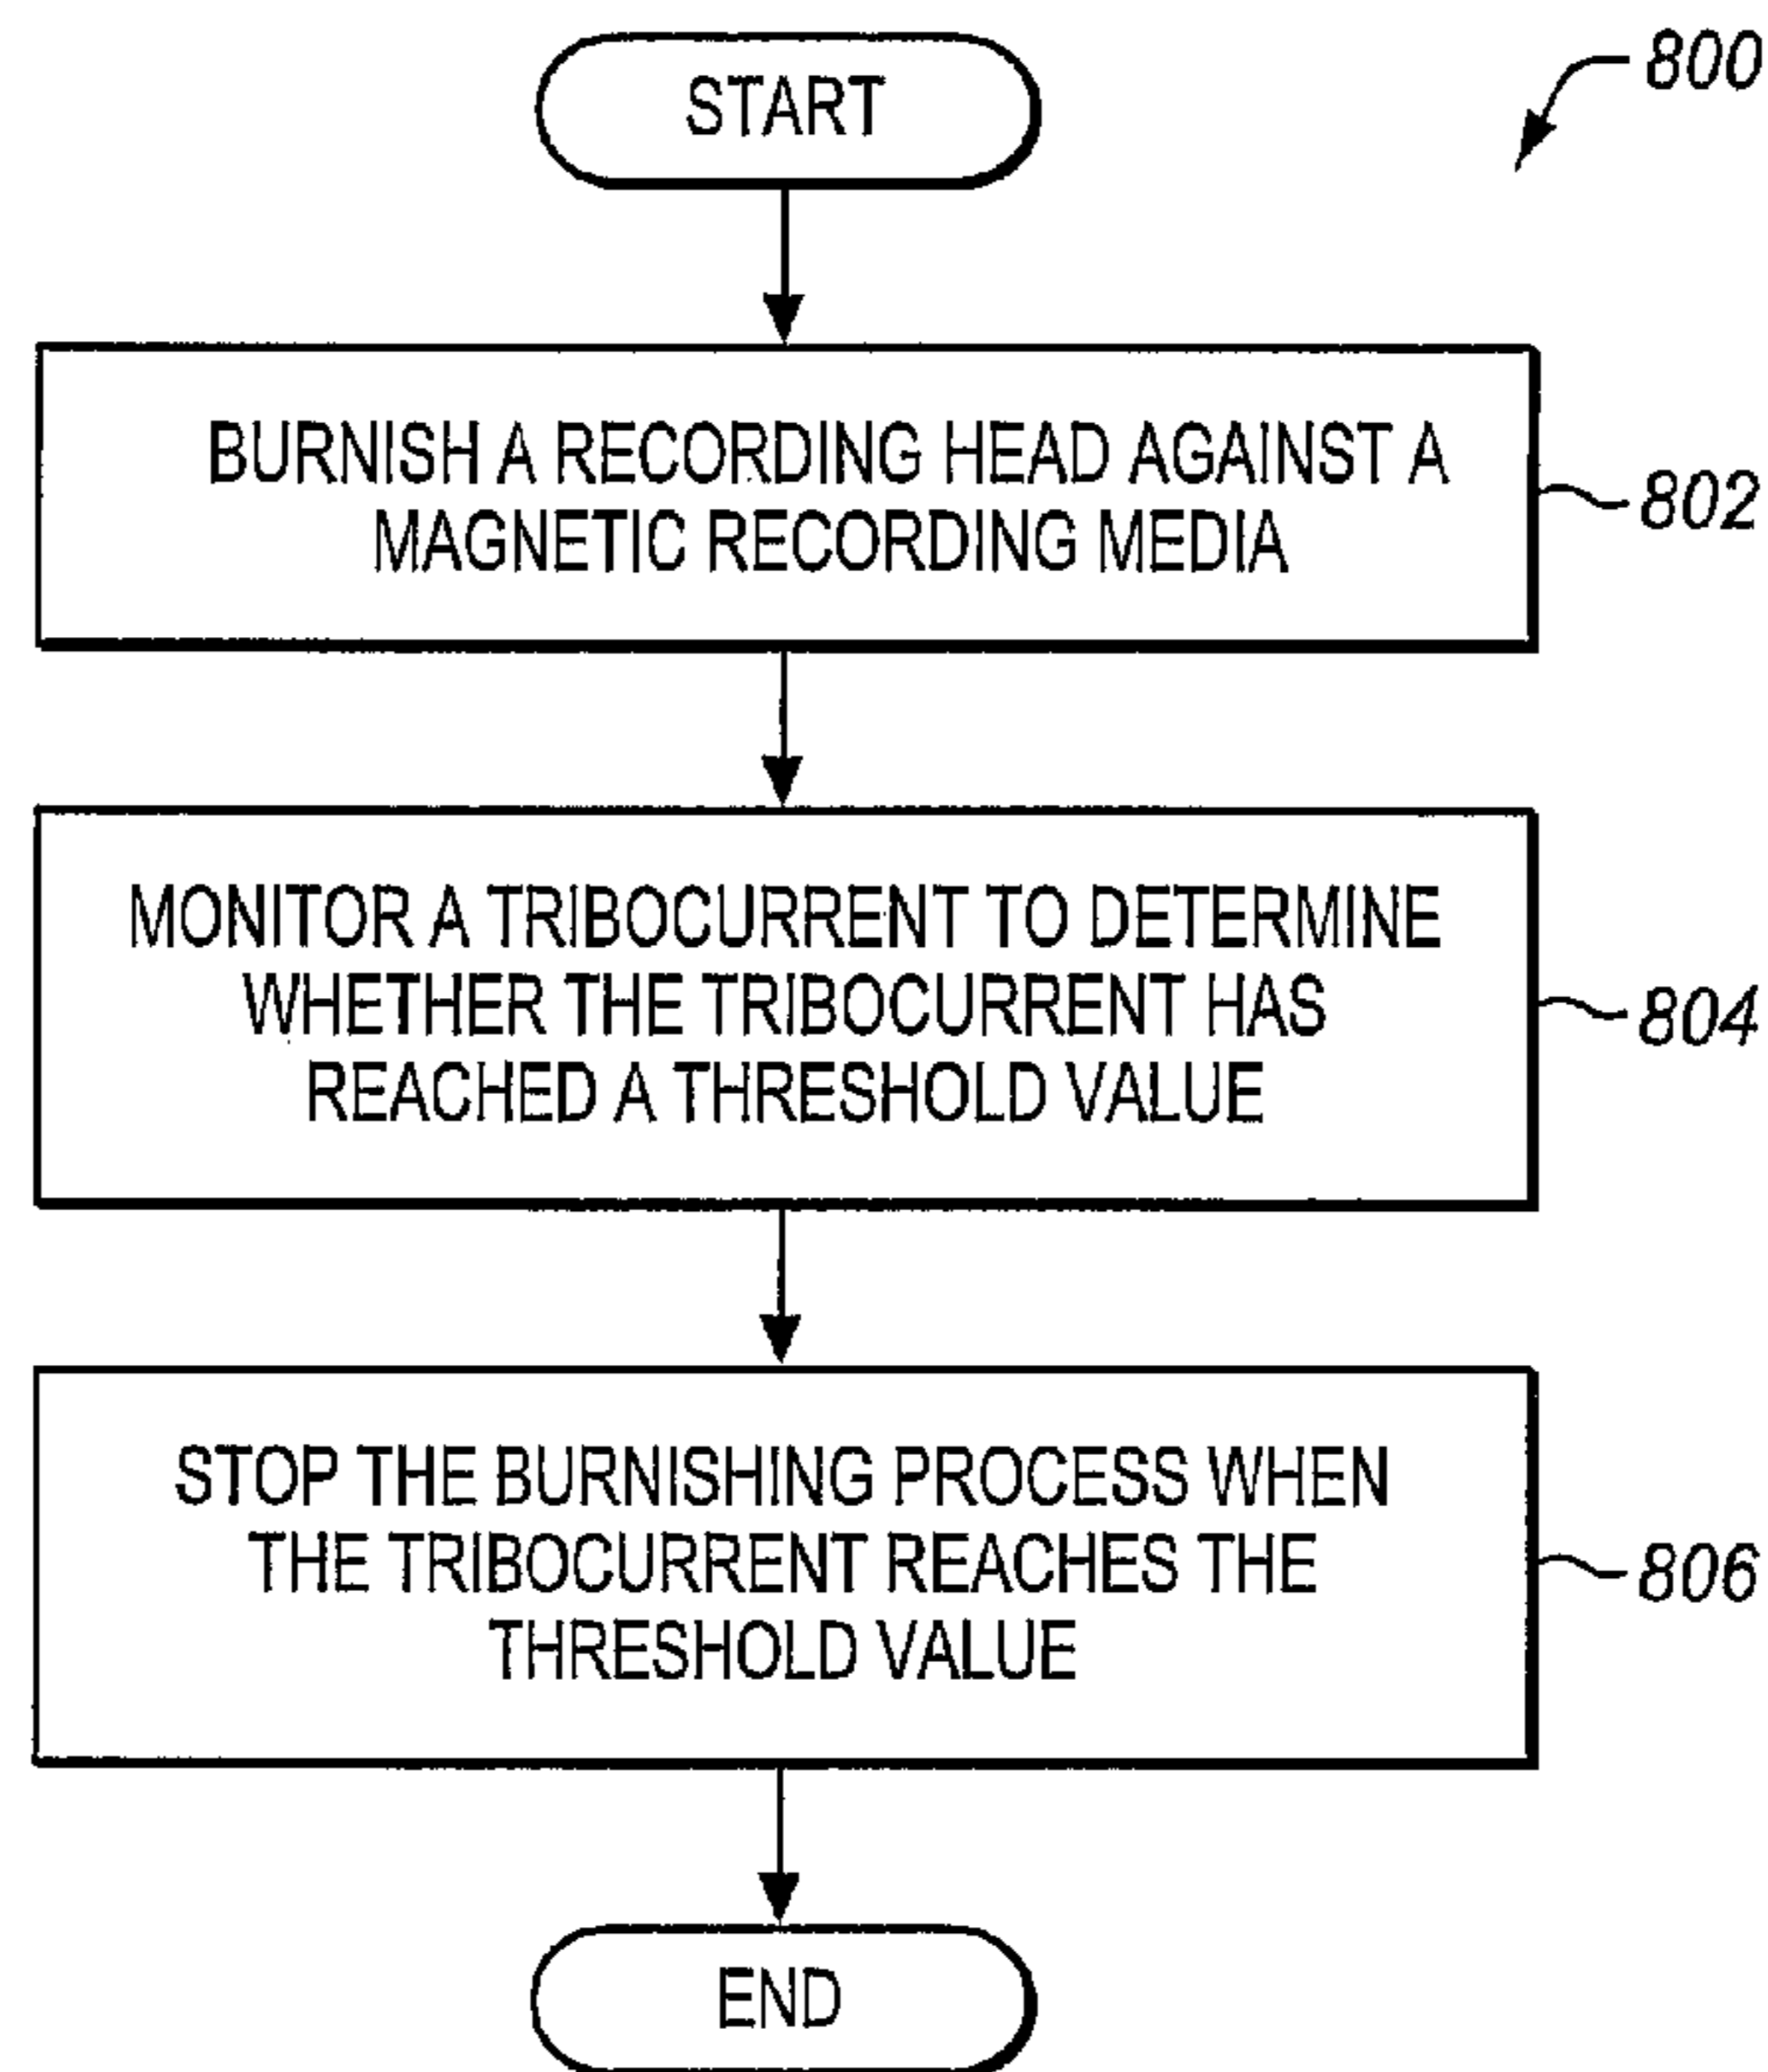 START
800
BURNISH A RECORDING HEAD AGAINST A
MAGNETIC RECORDING MEDIA
802
MONITOR A TRIBOCURRENT TO DETERMINE
WHETHER THE TRIBOCURRENT HAS
REACHED A THRESHOLD VALUE
804
STOP THE BURNISHING PROCESS WHEN
THE TRIBOCURRENT REACHES THE
THRESHOLD VALUE
806
END